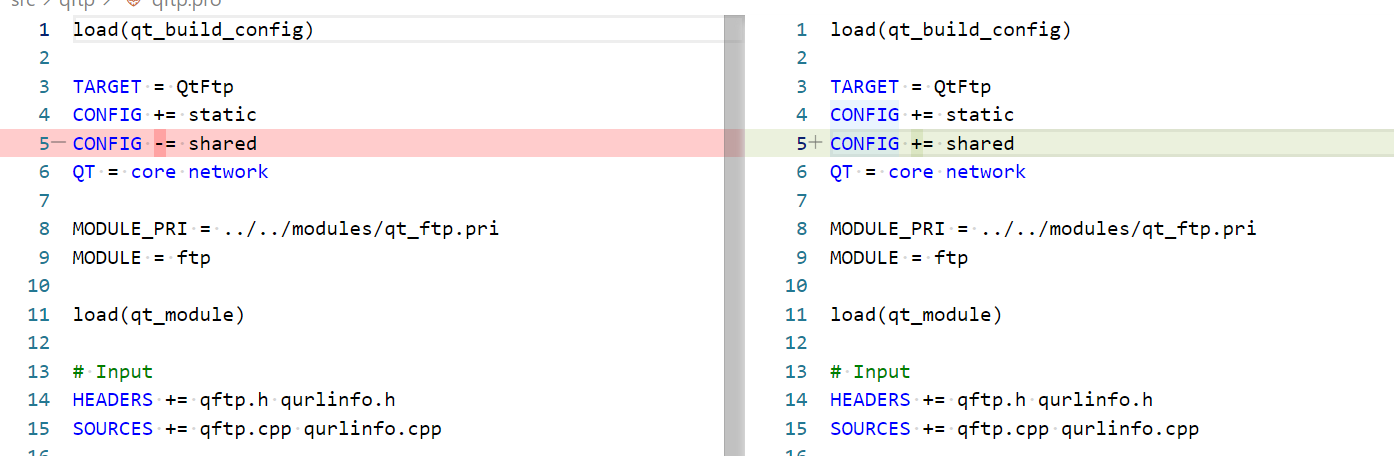 src > qftp > qftp.pro
1 load(qt_build_config)
2
3 TARGET = QtFtp
4 CONFIG += static
5— CONFIG -= shared
6 QT = core network
7
8 MODULE_PRI = ../../modules/qt_ftp.pri
9 MODULE = ftp
10
11 load(qt_module)
12
13 # Input
14 HEADERS += qftp.h qurlinfo.h
15 SOURCES += qftp.cpp qurlinfo.cpp
1 load(qt_build_config)
2
3 TARGET = QtFtp
4 CONFIG += static
5+ CONFIG += shared
6 QT = core network
7
8 MODULE_PRI = ../../modules/qt_ftp.pri
9 MODULE = ftp
10
11 load(qt_module)
12
13 # Input
14 HEADERS += qftp.h qurlinfo.h
15 SOURCES += qftp.cpp qurlinfo.cpp